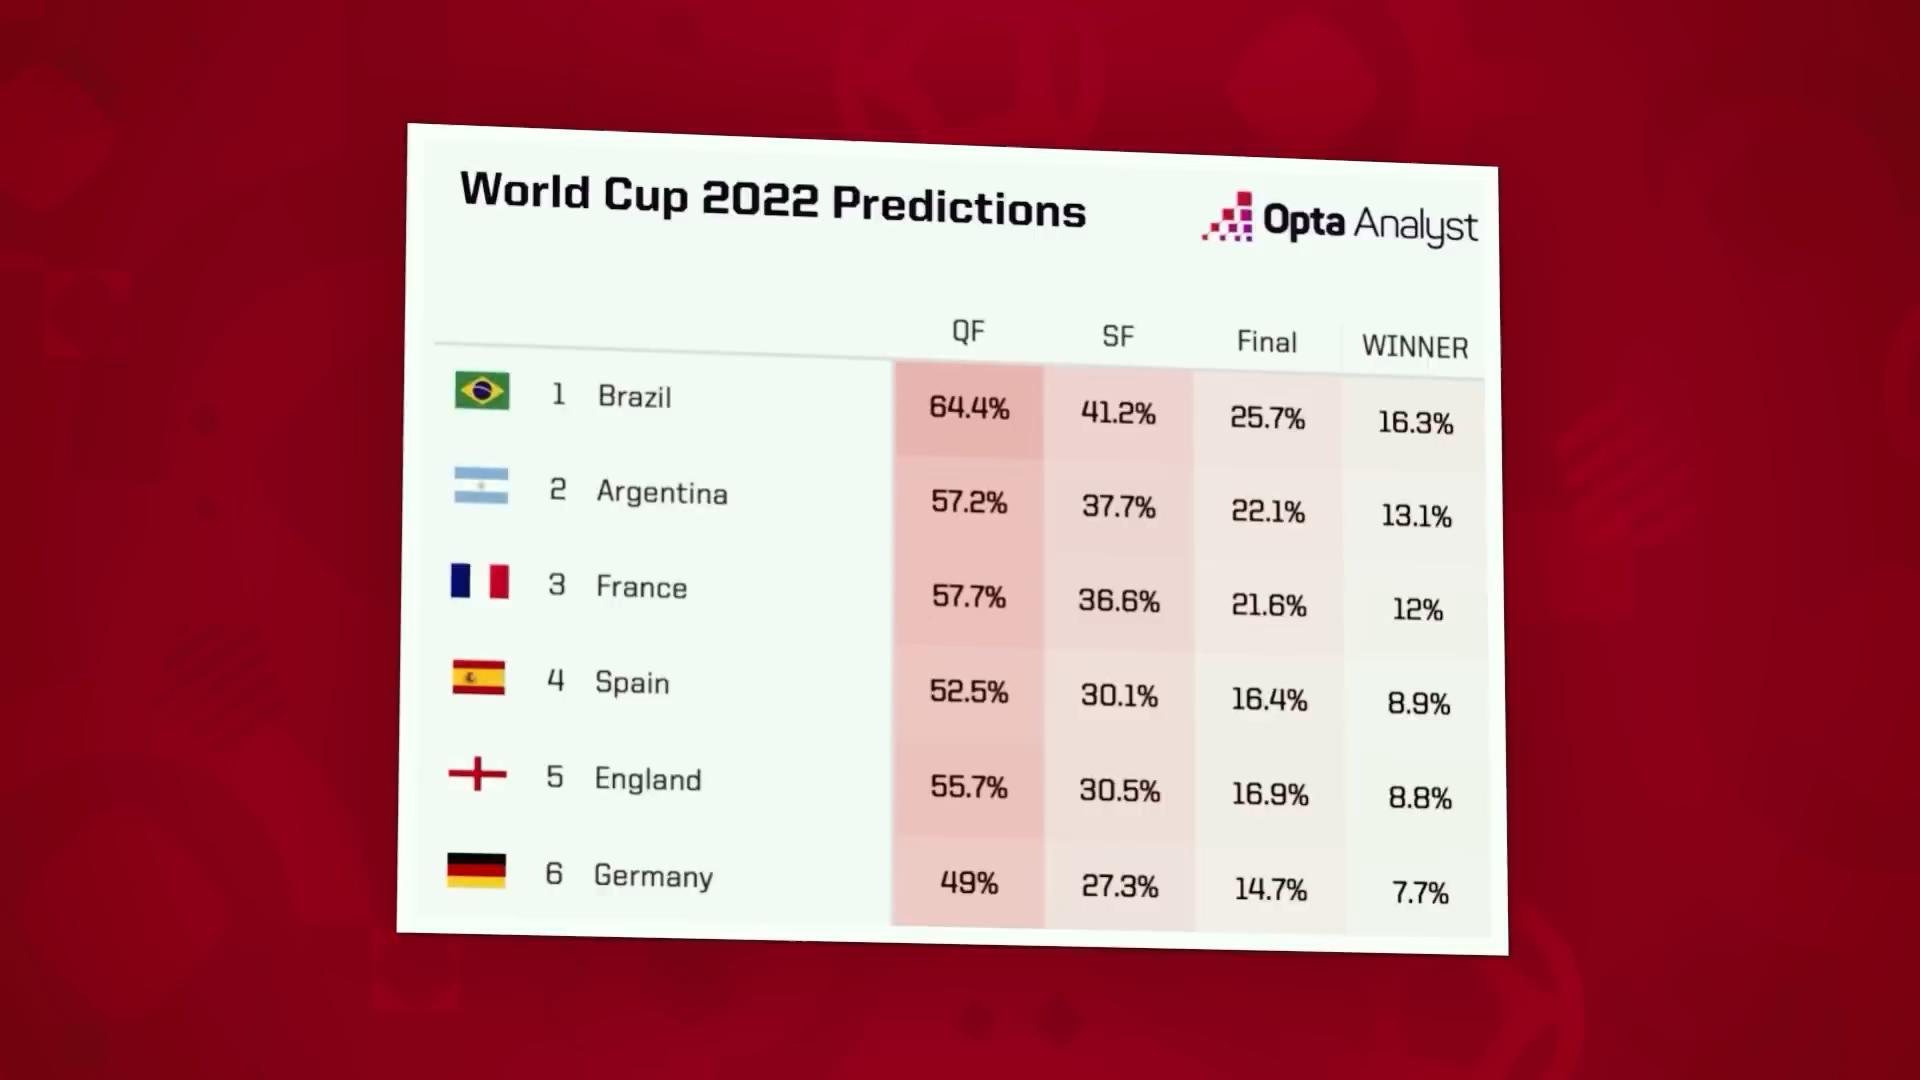 World Cup 2022 Predictions
Opta Analyst
QF SF Final WINNER
1 Brazil 64.4% 41.2% 25.7% 16.3%
2 Argentina 57.2% 37.7% 22.1% 13.1%
3 France 57.7% 36.6% 21.6% 12%
4 Spain 52.5% 30.1% 16.4% 8.9%
5 England 55.7% 30.5% 16.9% 8.8%
6 Germany 49% 27.3% 14.7% 7.7%